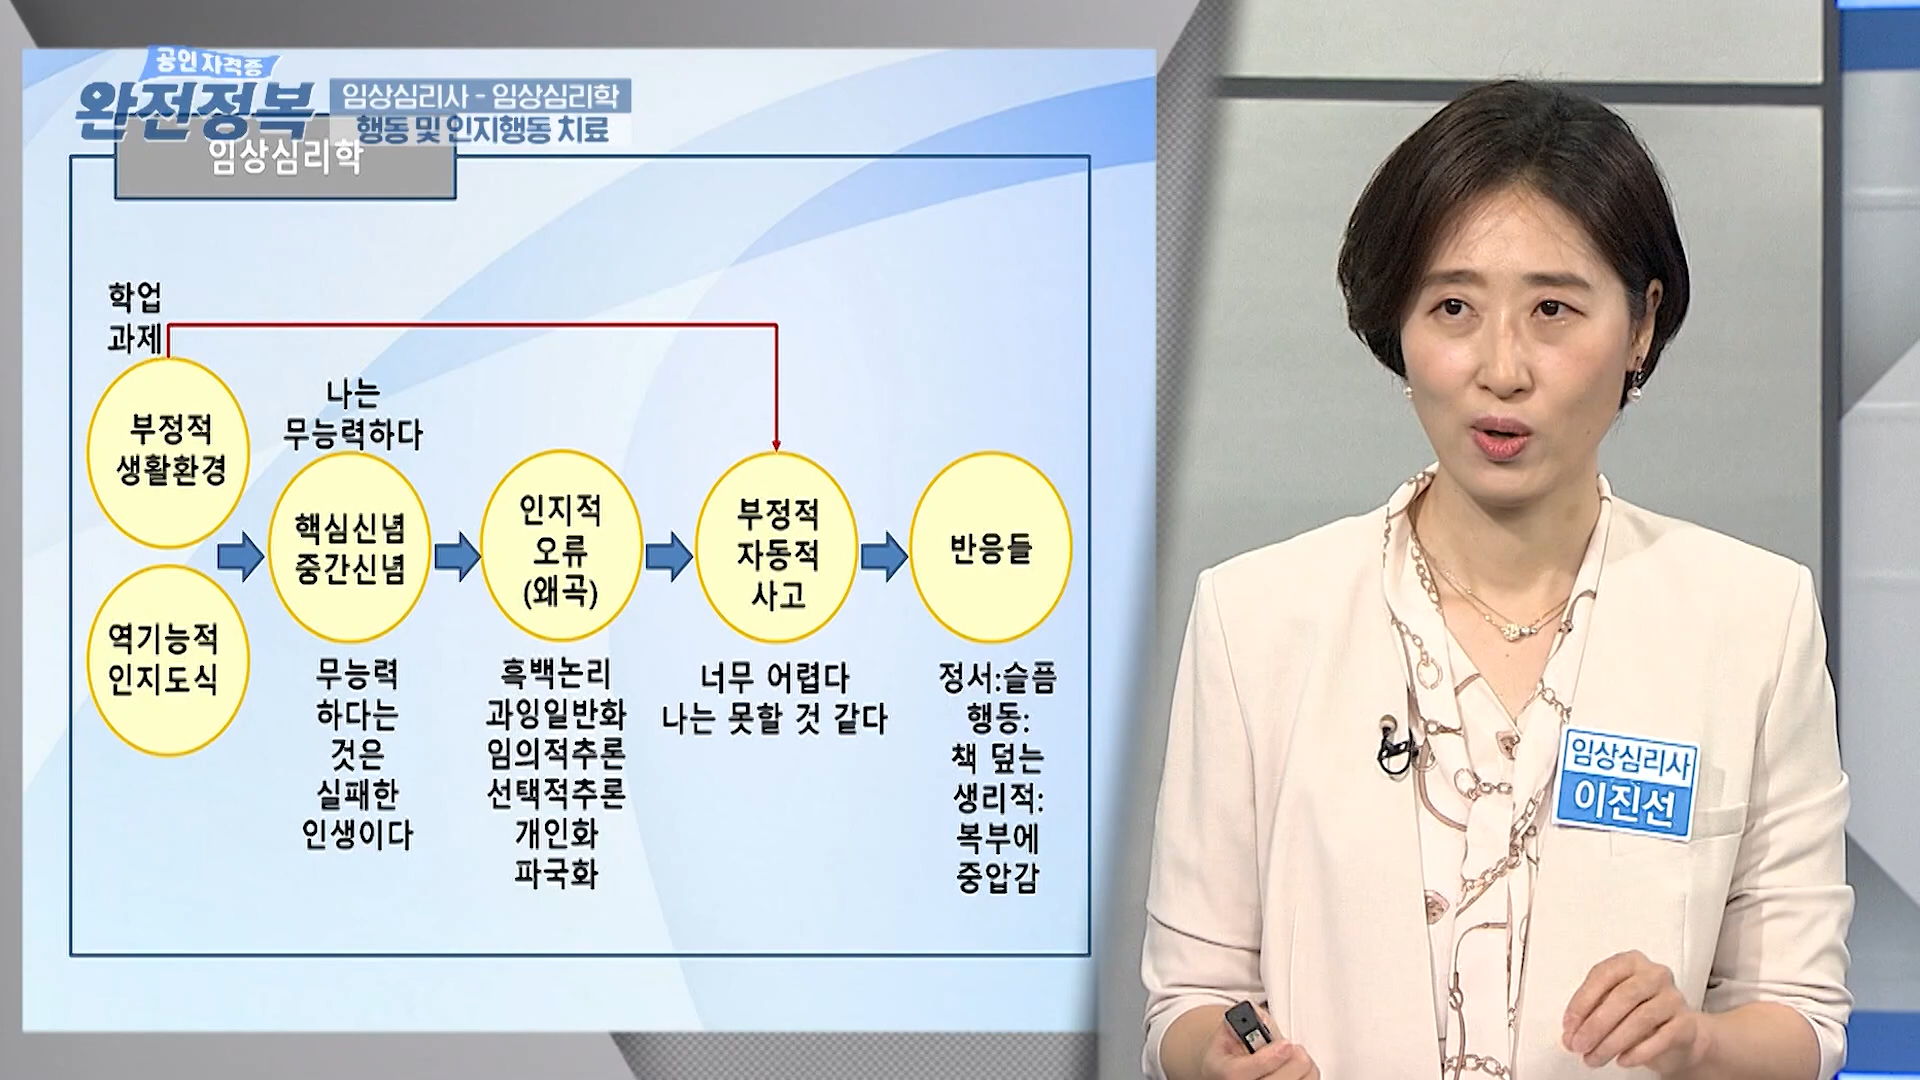 공인 자격증
완전정복
임상심리사 - 임상심리학
행동 및 인지행동 치료
임상심리학
학업
과제
부정적
생활환경
역기능적
인지도식
나는
무능력하다
핵심신념
중간신념
무능력
하다는
것은
실패한
인생이다
인지적
오류
(왜곡)
흑백논리
과잉일반화
임의적추론
선택적추론
개인화
파국화
부정적
자동적
사고
너무 어렵다
나는 못할 것 같다
반응들
정서:슬픔
행동:
책 덮는
생리적:
복부에
중압감
임상심리사
이진선